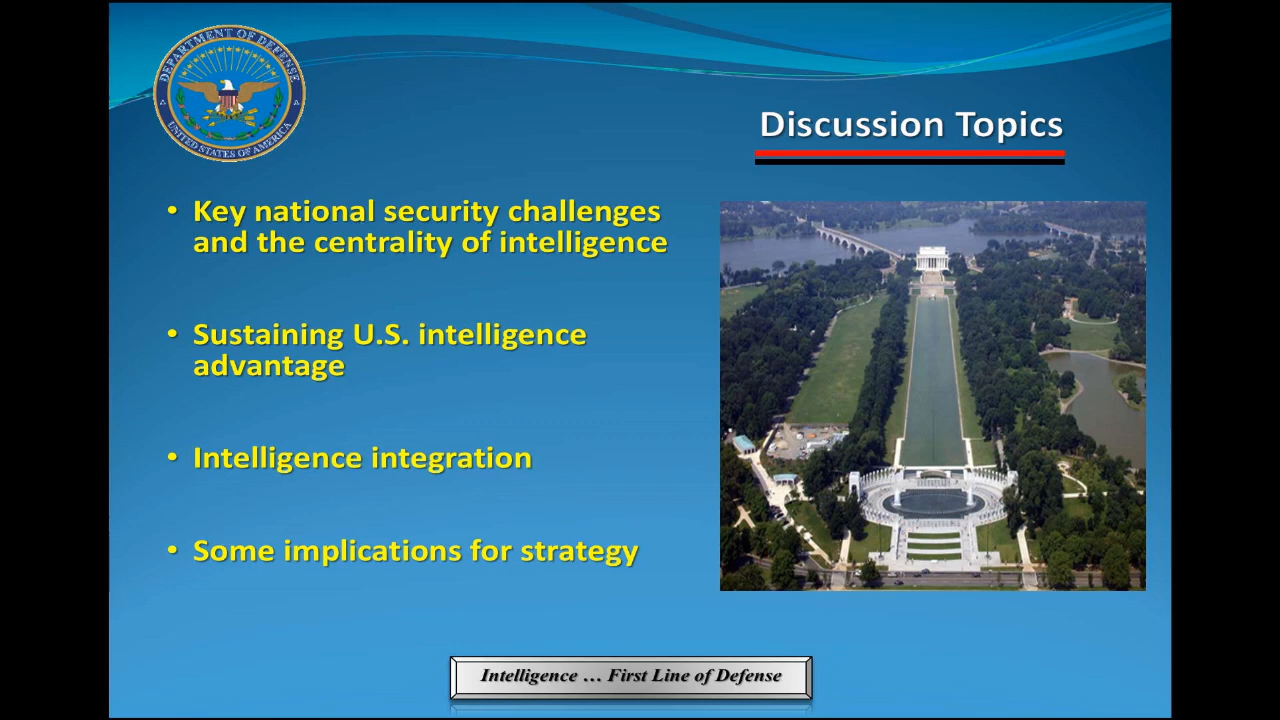 DEPARTMENT OF DEFENSE
UNITED STATES OF AMERICA
Discussion Topics
• Key national security challenges
and the centrality of intelligence
• Sustaining U.S. intelligence
advantage
• Intelligence integration
• Some implications for strategy
Intelligence … First Line of Defense